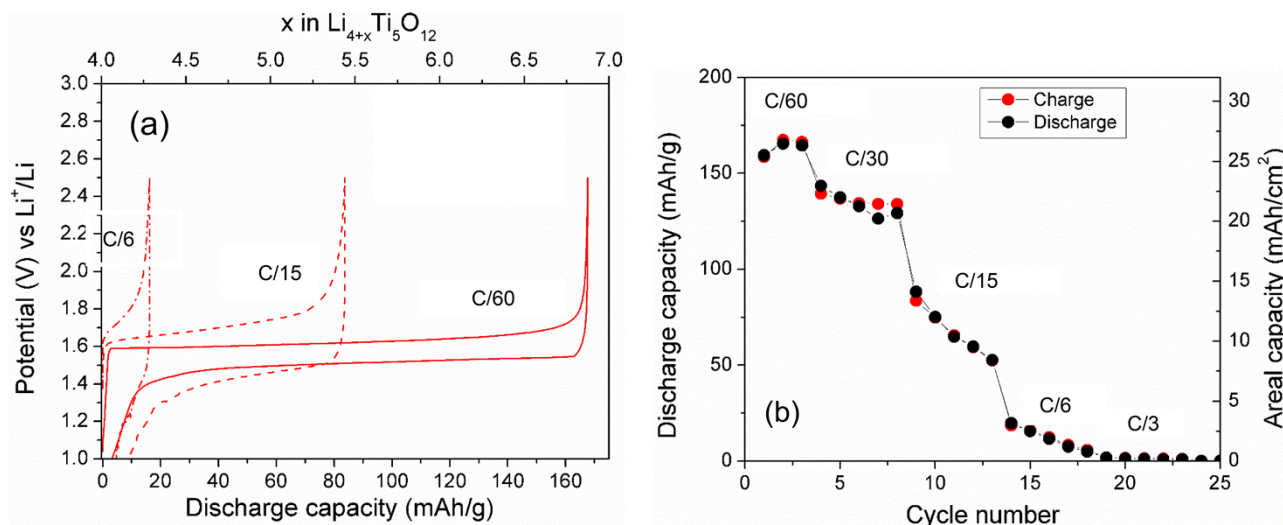 x in Li4+xTi5O12
4.0 4.5 5.0 5.5 6.0 6.5 7.0
3.0
2.8
2.6
2.4
2.2
2.0
1.8
1.6
1.4
1.2
1.0
Potential (V) vs Li+/Li
(a)
C/6
C/15
C/60
0 20 40 60 80 100 120 140 160
Discharge capacity (mAh/g)
200
150
100
50
0
Discharge capacity (mAh/g)
C/60
C/30
C/15
C/6
C/3
Charge
Discharge
(b)
30
25
20
15
10
5
0
Areal capacity (mAh/cm2)
0 5 10 15 20 25
Cycle number